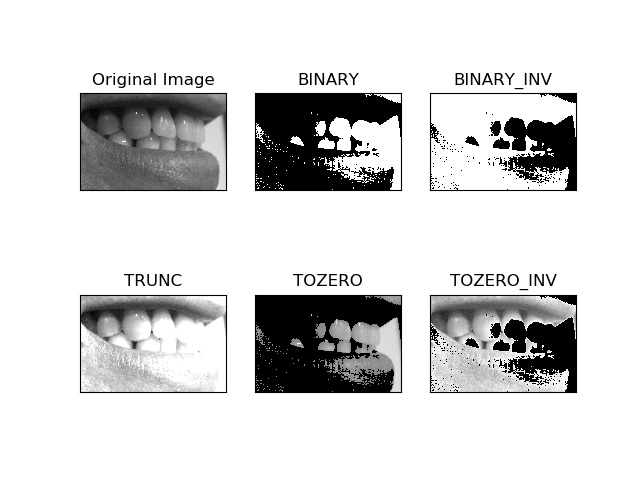 Original Image
BINARY
BINARY_INV
TRUNC
TOZERO
TOZERO_INV